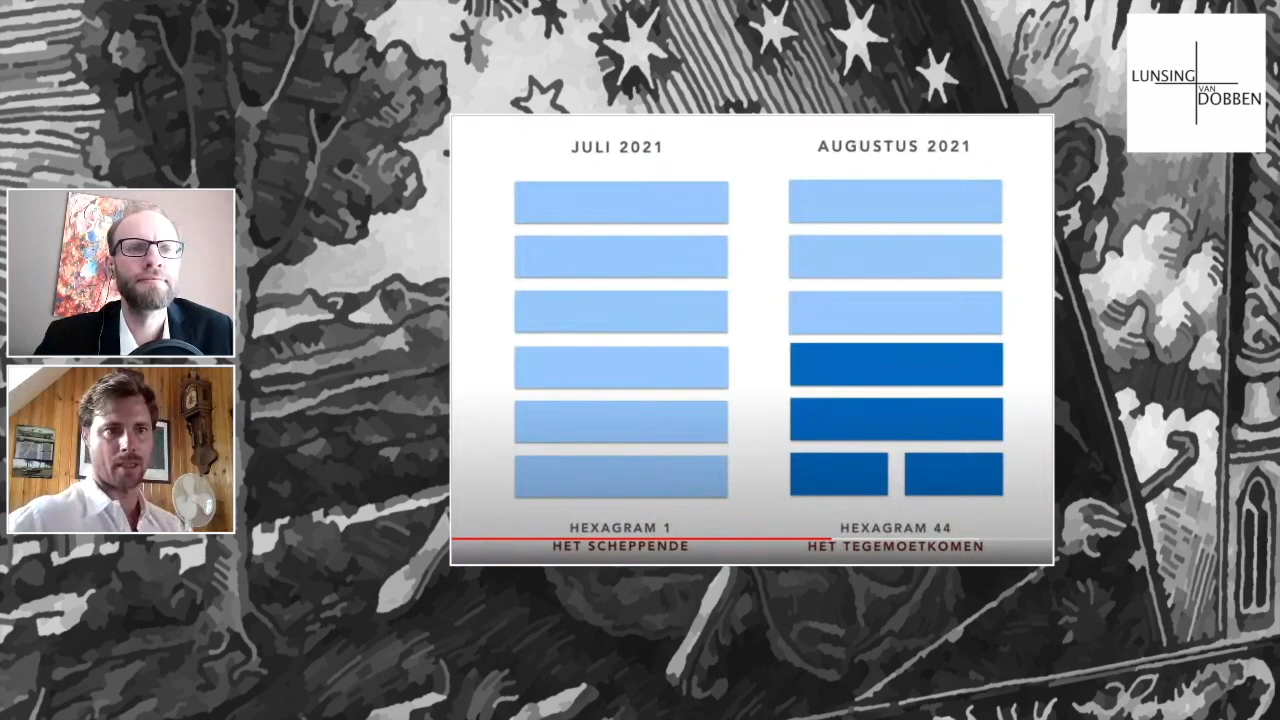 LUNSING
VAN
DOBBEN
JULI 2021
AUGUSTUS 2021
HEXAGRAM 1
HET SCHEPPENDE
HEXAGRAM 44
HET TEGEMOETKOMEN